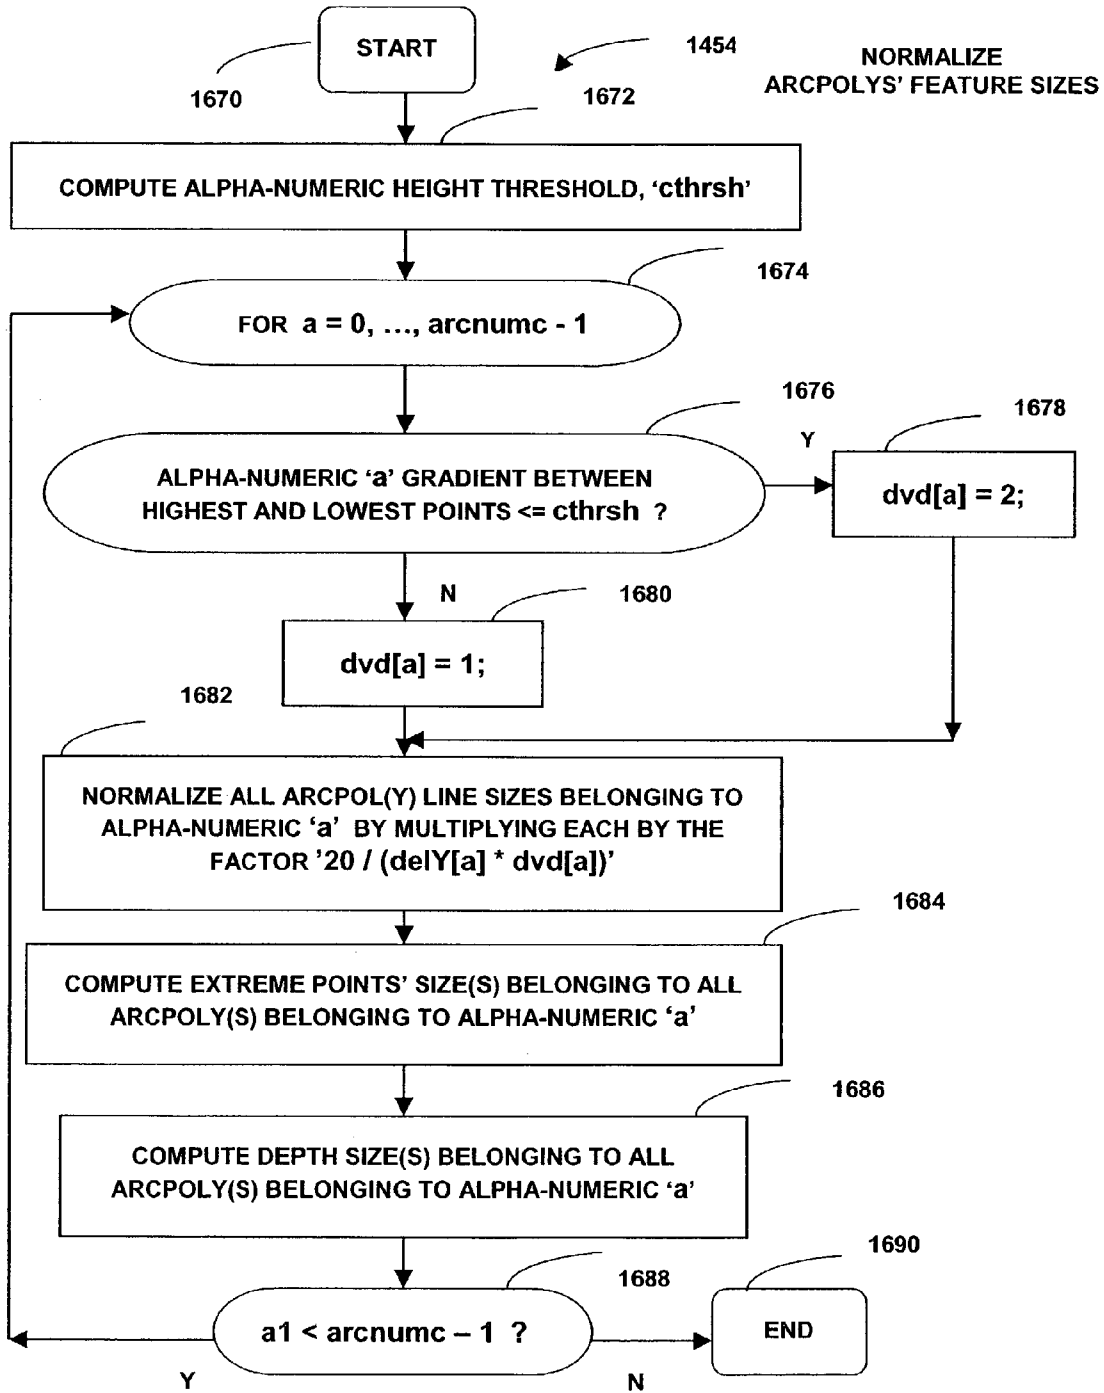 START
1454
NORMALIZE
ARCPOLYS' FEATURE SIZES
1670
1672
COMPUTE ALPHA-NUMERIC HEIGHT THRESHOLD, 'cthrsh'
1674
FOR a = 0, ..., arcnumc - 1
1676
1678
ALPHA-NUMERIC 'a' GRADIENT BETWEEN
HIGHEST AND LOWEST POINTS <= cthrsh ?
Y
dvd[a] = 2;
N
1680
dvd[a] = 1;
1682
NORMALIZE ALL ARCPOL(Y) LINE SIZES BELONGING TO
ALPHA-NUMERIC 'a' BY MULTIPLYING EACH BY THE
FACTOR '20 / (delY[a] * dvd[a])'
1684
COMPUTE EXTREME POINTS' SIZE(S) BELONGING TO ALL
ARCPOLY(S) BELONGING TO ALPHA-NUMERIC 'a'
1686
COMPUTE DEPTH SIZE(S) BELONGING TO ALL
ARCPOLY(S) BELONGING TO ALPHA-NUMERIC 'a'
1688
1690
a1 < arcnumc – 1 ?
END
Y
N